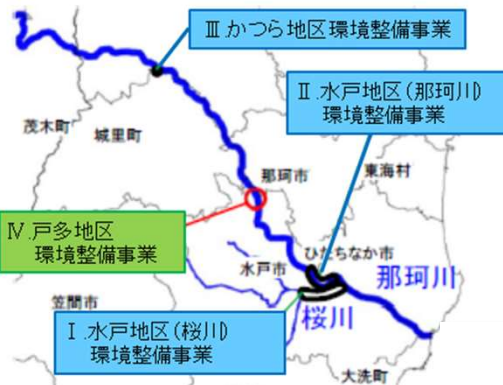 Ⅲ.かつら地区環境整備事業
Ⅱ.水戸地区(那珂川)
環境整備事業
茂木町
城里町
東海村
那珂市
Ⅳ.戸多地区
環境整備事業
ひたちなか市
水戸市
那珂川
笠間市
桜川
Ⅰ.水戸地区(桜川)
環境整備事業
大洗町